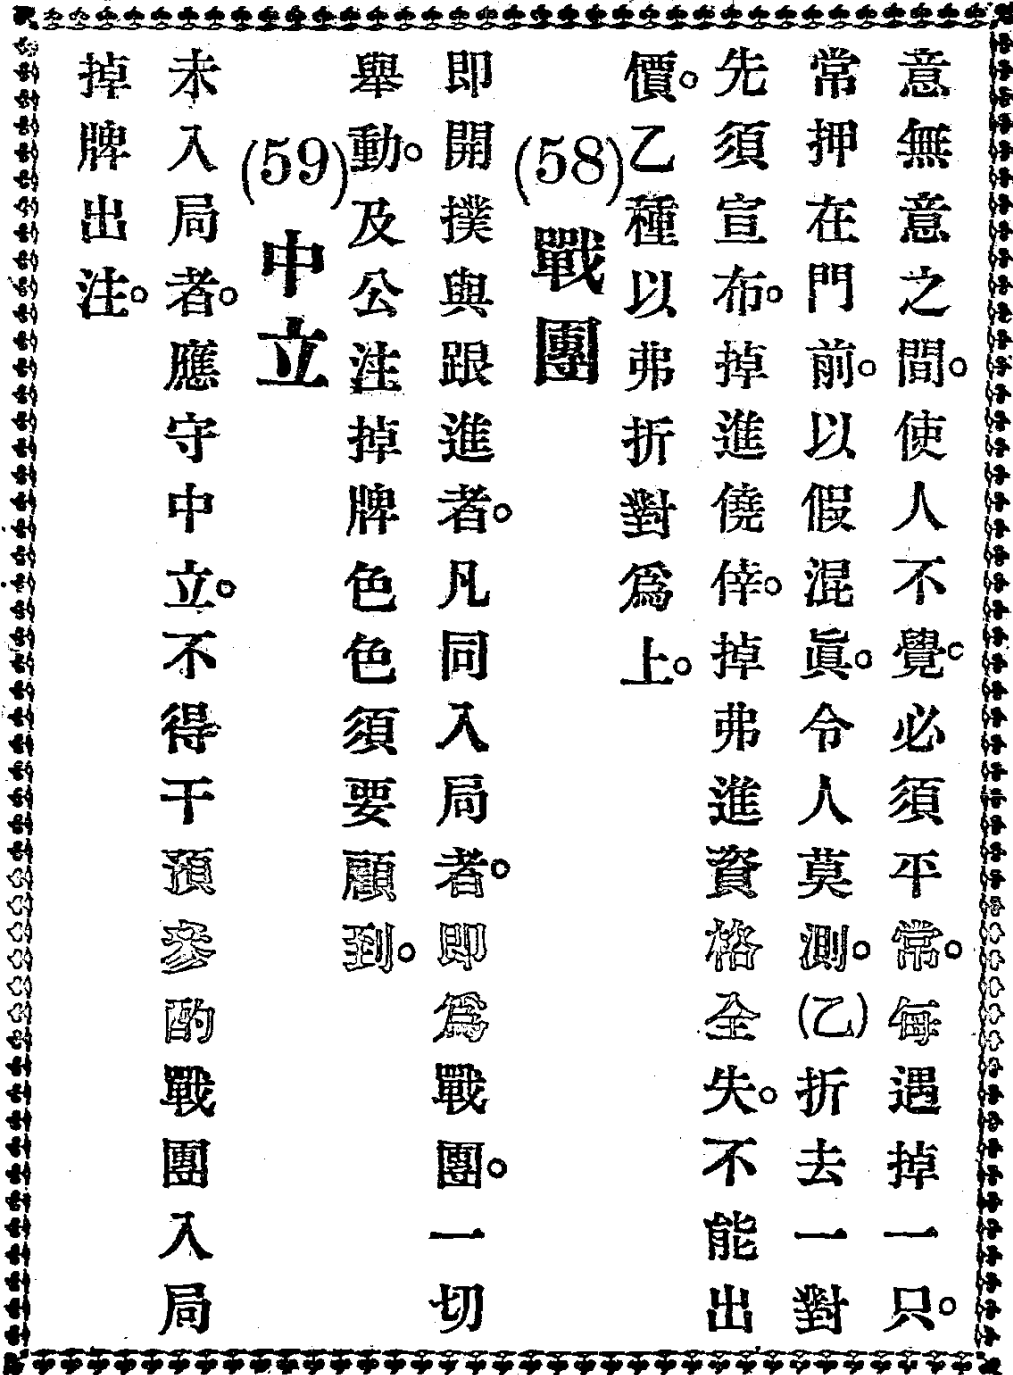 意無意之間。使人不覺。必須平常。每遇掉一只。
常押在門前。以假混眞。令人莫測。(乙)折去一對
先須宣布。掉進僥倖。掉弗進資格全失。不能出
價。乙種以弗折對爲上。
(58)戰團
即開撲與跟進者。凡同入局者。即爲戰團。一切
舉動。及公注掉牌色色須要顧到。
(59)中立
未入局者。應守中立。不得干預參酌戰團入局
掉牌出注。